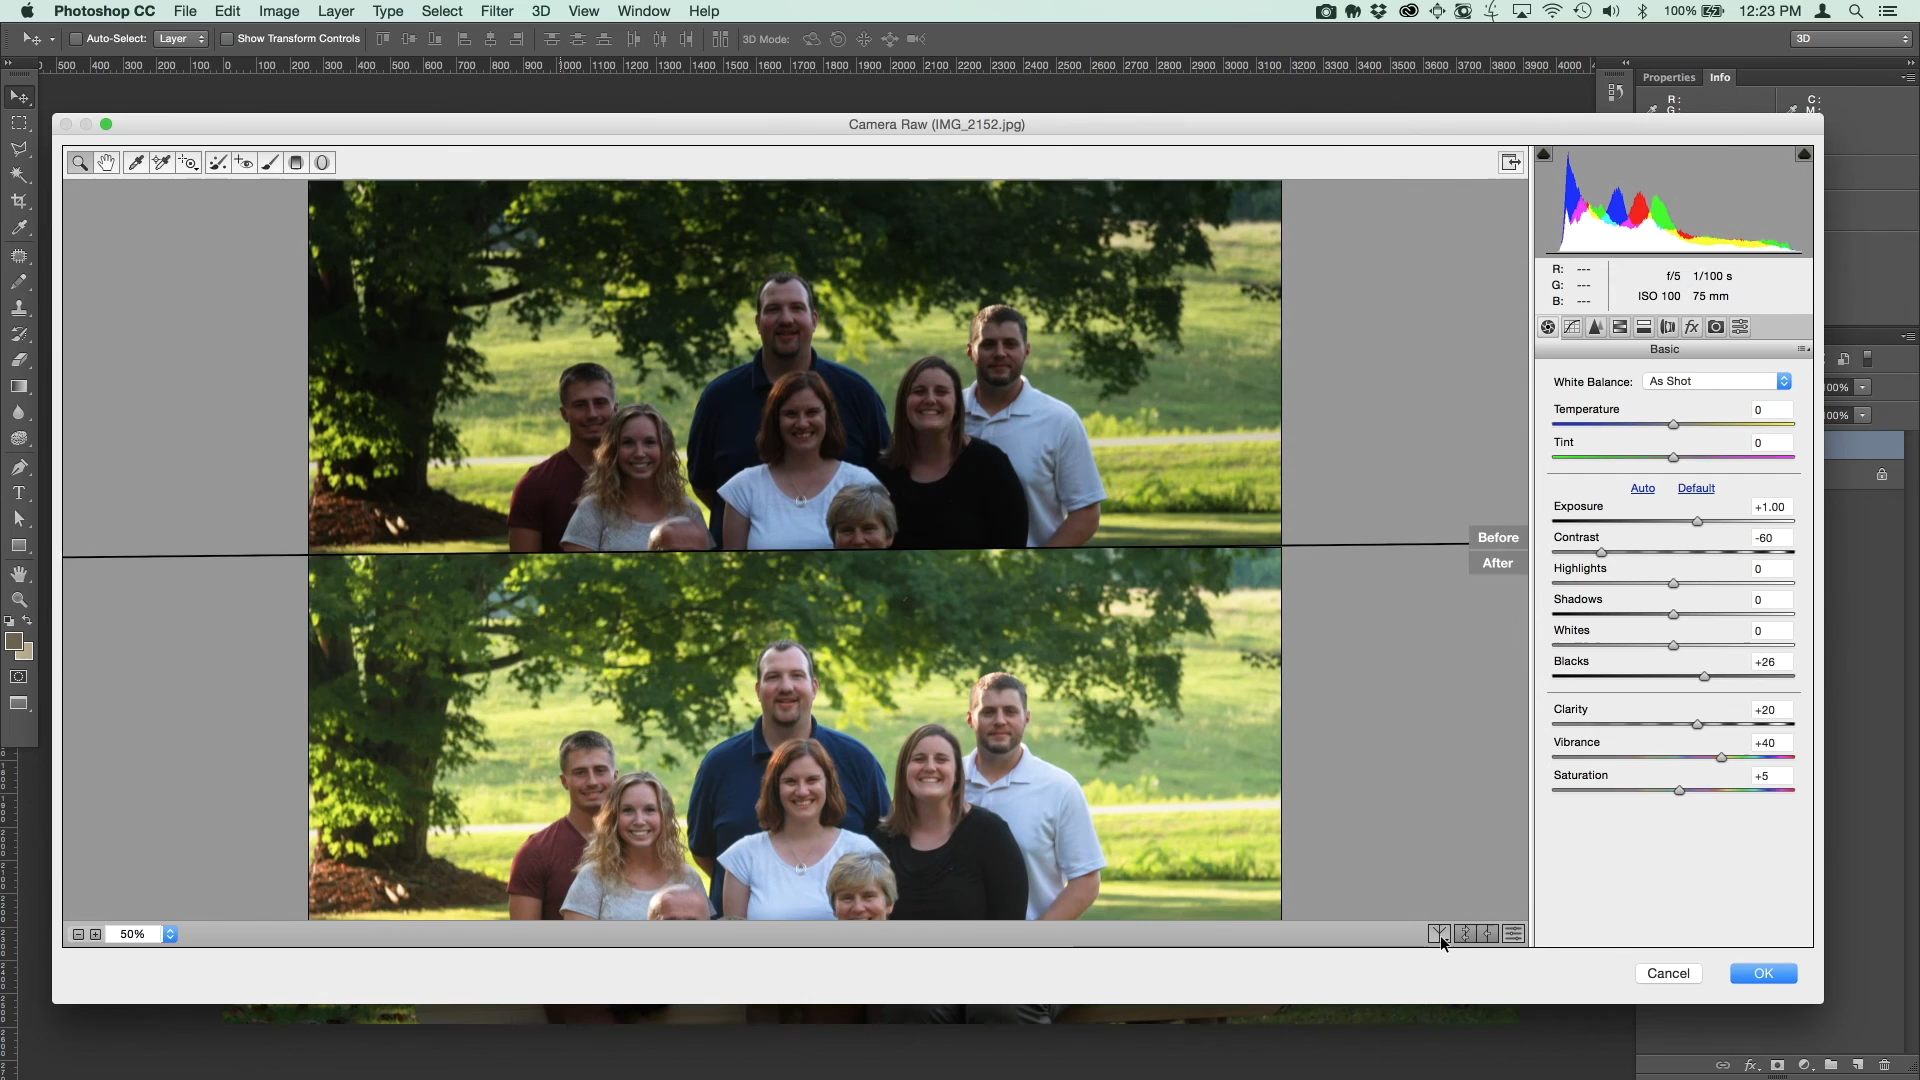 Photoshop CC File Edit Image Layer Type Select Filter 3D View Window Help 100% 12:23 PM
Auto-Select: Layer Show Transform Controls 3D Mode: 3D
500 400 300 200 100 0 100 200 300 400 500 600 700 800 900 1000 1100 1200 1300 1400 1500 1600 1700 1800 1900 2000 2100 2200 2300 2400 2500 2600 2700 2800 2900 3000 3100 3200 3300 3400 3500 3600 3700 3800 3900 4000
Properties Info
R: C:
G: M:
Camera Raw (IMG_2152.jpg)
R: --- f/5 1/100 s
G: ---
B: --- ISO 100 75 mm
Basic
White Balance: As Shot
Temperature 0
Tint 0
Auto Default
Exposure +1.00
Contrast -60
Highlights 0
Shadows 0
Whites 0
Blacks +26
Clarity +20
Vibrance +40
Saturation +5
Before
After
50%
Cancel OK
100%
100%